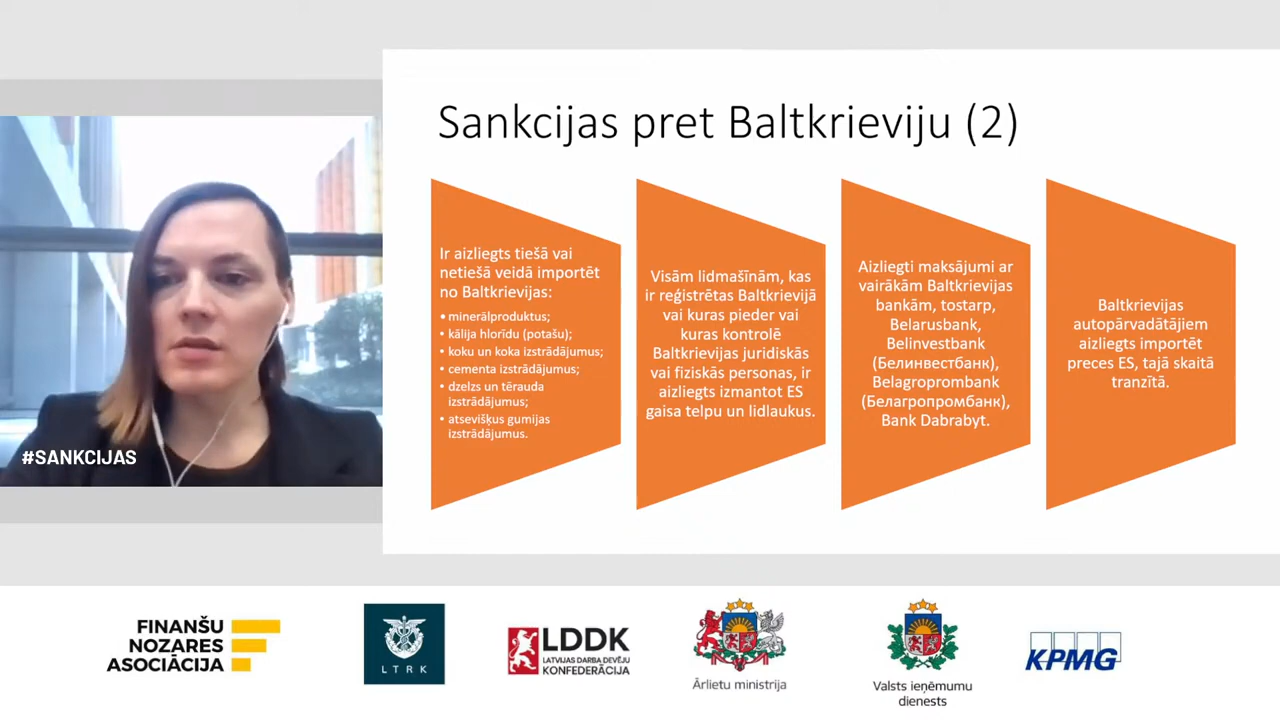 Sankcijas pret Baltkrieviju (2)
Ir aizliegts tiešā vai
netiešā veidā importēt
no Baltkrievijas:
• minerālproduktus;
• kālija hlorīdu (potašu);
• koku un koka izstrādājumus;
• cementa izstrādājumus;
• dzelzs un tērauda
izstrādājumus;
• atsevišķus gumijas
izstrādājumus.
Visām lidmašīnām, kas
ir reģistrētas Baltkrievijā
vai kuras pieder vai
kuras kontrolē
Baltkrievijas juridiskās
vai fiziskās personas, ir
aizliegts izmantot ES
gaisa telpu un lidlaukus.
Aizliegti maksājumi ar
vairākām Baltkrievijas
bankām, tostarp,
Belarusbank,
Belinvestbank
(Белинвестбанк),
Belagroprombank
(Белагропромбанк),
Bank Dabrabyt.
Baltkrievijas
autopārvadātājiem
aizliegts importēt
preces ES, tajā skaitā
tranzītā.
#SANKCIJAS
FINANŠU
NOZARES
ASOCIĀCIJA
LTRK
LDDK
LATVIJAS DARBA DEVĒJU
KONFEDERĀCIJA
Ārlietu ministrija
Valsts ieņēmumu
dienests
KPMG